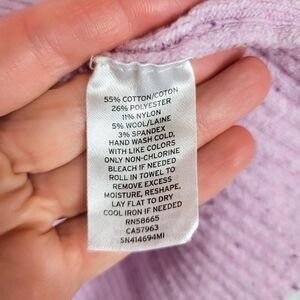 55% COTTON/COTON
26% POLYESTER
11% NYLON
5% WOOL/LAINE
3% SPANDEX
HAND WASH COLD,
WITH LIKE COLORS
ONLY NON-CHLORINE
BLEACH IF NEEDED
ROLL IN TOWEL TO
REMOVE EXCESS
MOISTURE, RESHAPE,
LAY FLAT TO DRY
COOL IRON IF NEEDED
RN58665
CA57963
SN414694MI